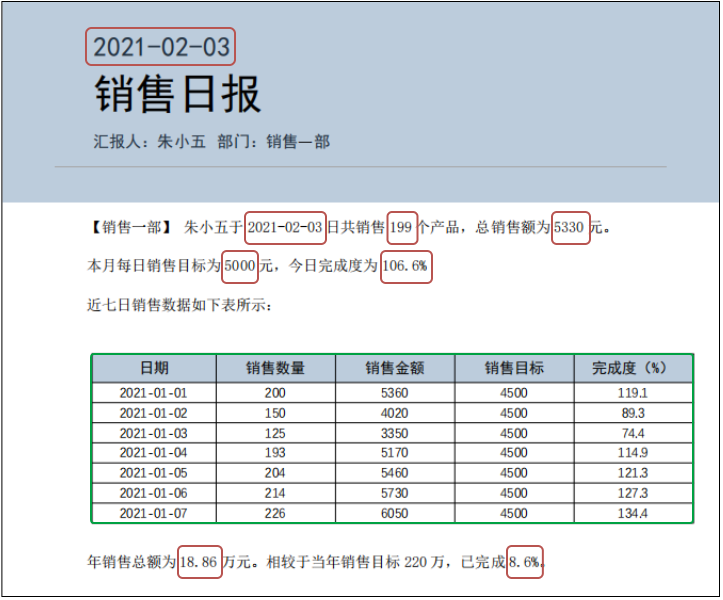 2021-02-03
销售日报
汇报人：朱小五 部门：销售一部
【销售一部】 朱小五于 2021-02-03 日共销售 199 个产品，总销售额为 5330 元。
本月每日销售目标为 5000 元，今日完成度为 106.6%
近七日销售数据如下表所示：
日期 销售数量 销售金额 销售目标 完成度（%）
2021-01-01 200 5360 4500 119.1
2021-01-02 150 4020 4500 89.3
2021-01-03 125 3350 4500 74.4
2021-01-04 193 5170 4500 114.9
2021-01-05 204 5460 4500 121.3
2021-01-06 214 5730 4500 127.3
2021-01-07 226 6050 4500 134.4
年销售总额为 18.86 万元。相较于当年销售目标 220 万，已完成 8.6%。